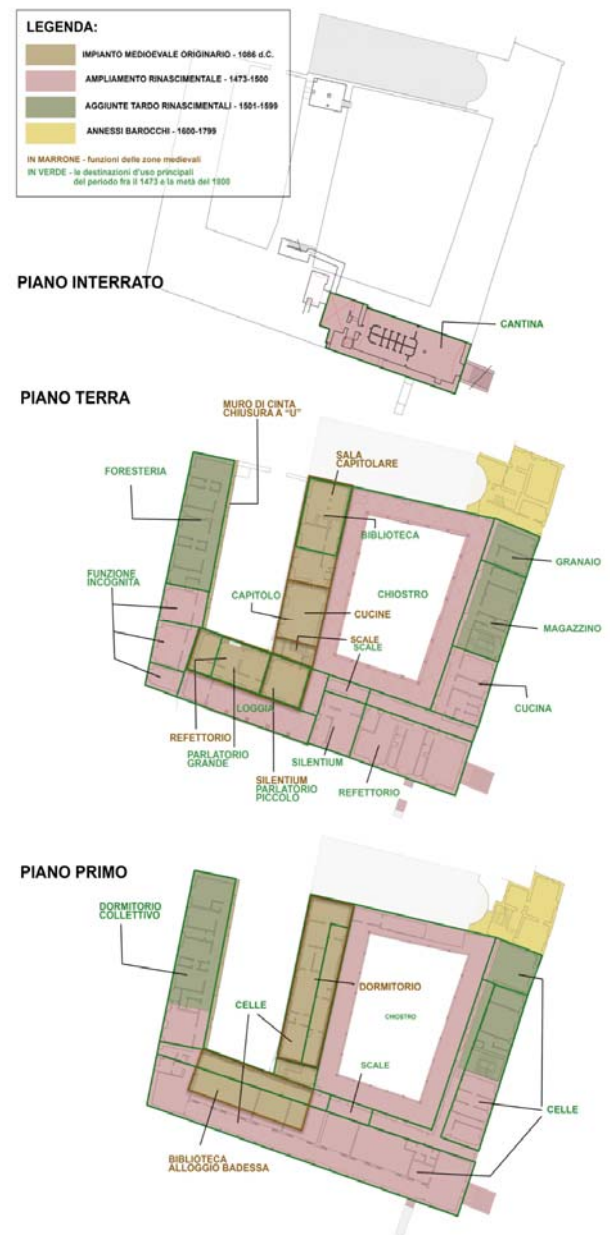 LEGENDA:
IMPIANTO MEDIOEVALE ORIGINARIO - 1086 d.C.
AMPLIAMENTO RINASCIMENTALE - 1473-1500
AGGIUNTE TARDO RINASCIMENTALI - 1501-1599
ANNESSI BAROCCHI - 1600-1799
IN MARRONE - funzioni delle zone medievali
IN VERDE - le destinazioni d'uso principali
del periodo fra il 1473 e la metà del 1800
PIANO INTERRATO
CANTINA
PIANO TERRA
MURO DI CINTA
CHIUSURA A "U"
SALA
CAPITOLARE
FORESTERIA
BIBLIOTECA
GRANAIO
FUNZIONE
INCOGNITA
CAPITOLO
CHIOSTRO
CUCINE
MAGAZZINO
SCALE
SCALE
LOGGIA
CUCINA
REFETTORIO
PARLATORIO
GRANDE
SILENTIUM
PARLATORIO
PICCOLO
SILENTIUM
REFETTORIO
PIANO PRIMO
DORMITORIO
COLLETTIVO
DORMITORIO
CELLE
CHIOSTRO
SCALE
CELLE
BIBLIOTECA
ALLOGGIO BADESSA